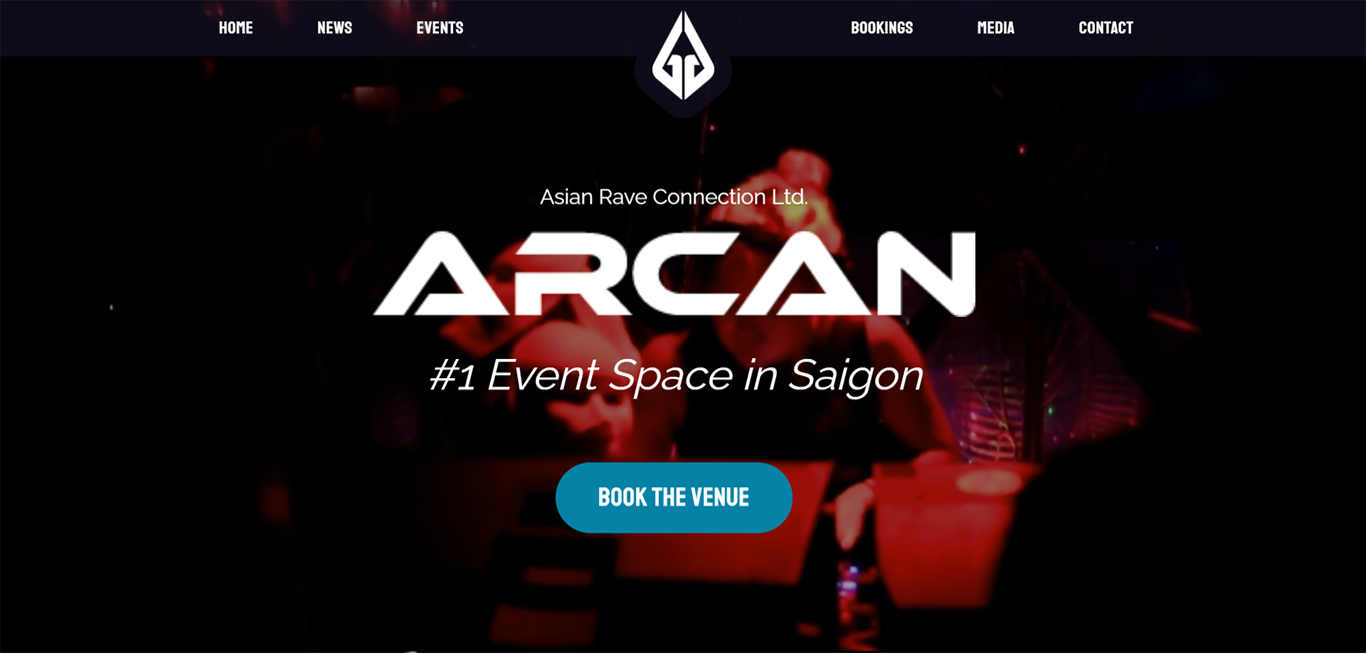 HOME NEWS EVENTS BOOKINGS MEDIA CONTACT
Asian Rave Connection Ltd.
ARCAN
#1 Event Space in Saigon
BOOK THE VENUE